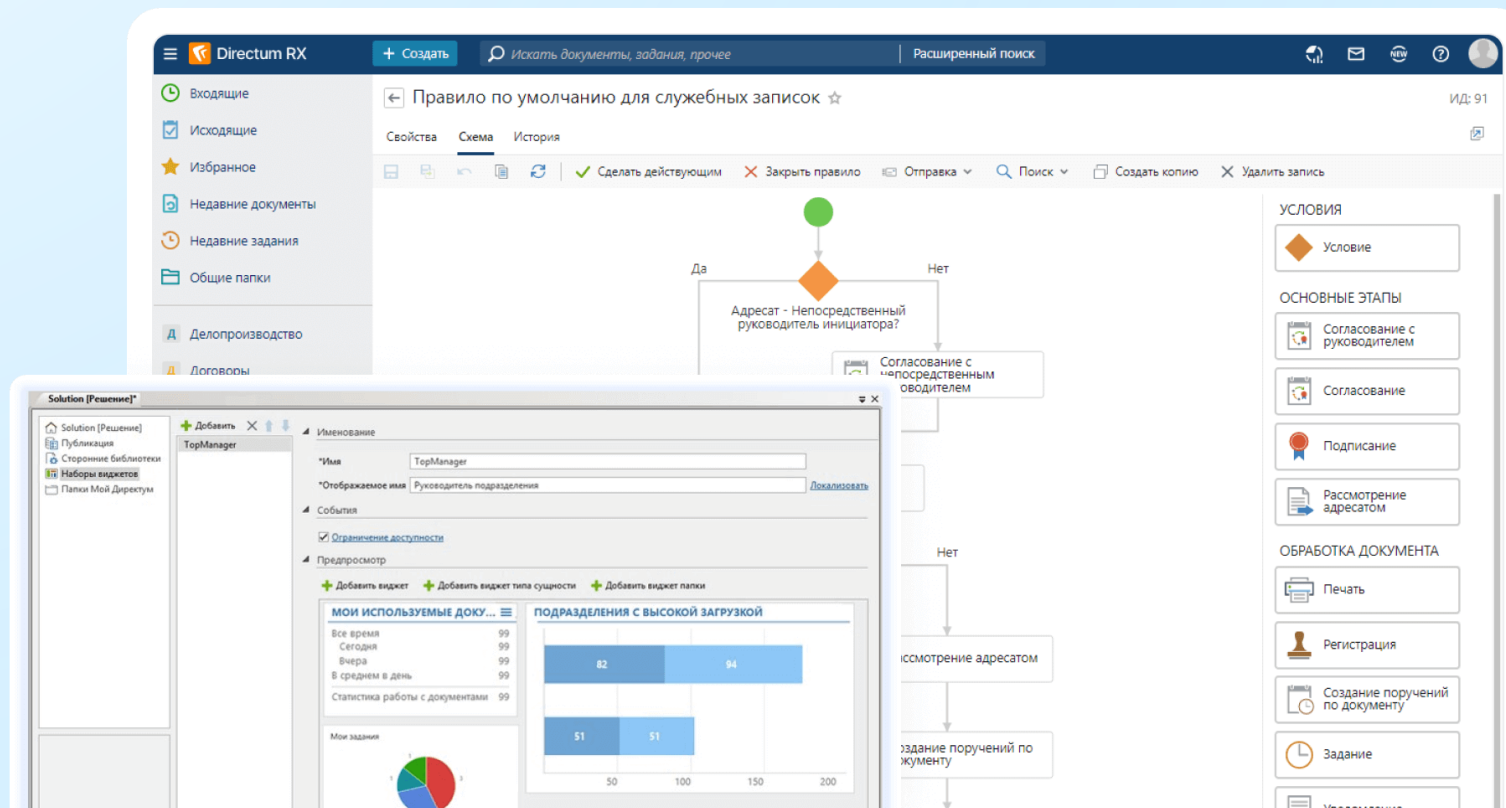 Directum RX
Создать
Искать документы, задания, прочее
Расширенный поиск
NEW
Входящие
Исходящие
Избранное
Недавние документы
Недавние задания
Общие папки
Д Делопроизводство
Д Договоры
Правило по умолчанию для служебных записок
ИД: 91
Свойства Схема История
Сделать действующим Закрыть правило Отправка Поиск Создать копию Удалить запись
Да
Нет
Адресат - Непосредственный
руководитель инициатора?
Согласование с
непосредственным
Нет
адресатом
поручений по
УСЛОВИЯ
Условие
ОСНОВНЫЕ ЭТАПЫ
Согласование с
руководителем
Согласование
Подписание
Рассмотрение
адресатом
ОБРАБОТКА ДОКУМЕНТА
Печать
Регистрация
Создание поручений
по документу
Задание
Solution [Решение]*
Solution [Решение]
Публикация
Сторонние библиотеки
Наборы виджетов
Папки Мой Директум
Добавить
TopManager
Именование
*Имя TopManager
*Отображаемое имя Руководитель подразделения Локализовать
События
Ограничение доступности
Предпросмотр
Добавить виджет Добавить виджет типа сущности Добавить виджет папки
МОИ ИСПОЛЬЗУЕМЫЕ ДОКУ...
Все время 99
Сегодня 99
Вчера 99
В среднем в день 99
Статистика работы с документами 99
Мои задания
ПОДРАЗДЕЛЕНИЯ С ВЫСОКОЙ ЗАГРУЗКОЙ
82 94
51 51
50 100 150 200